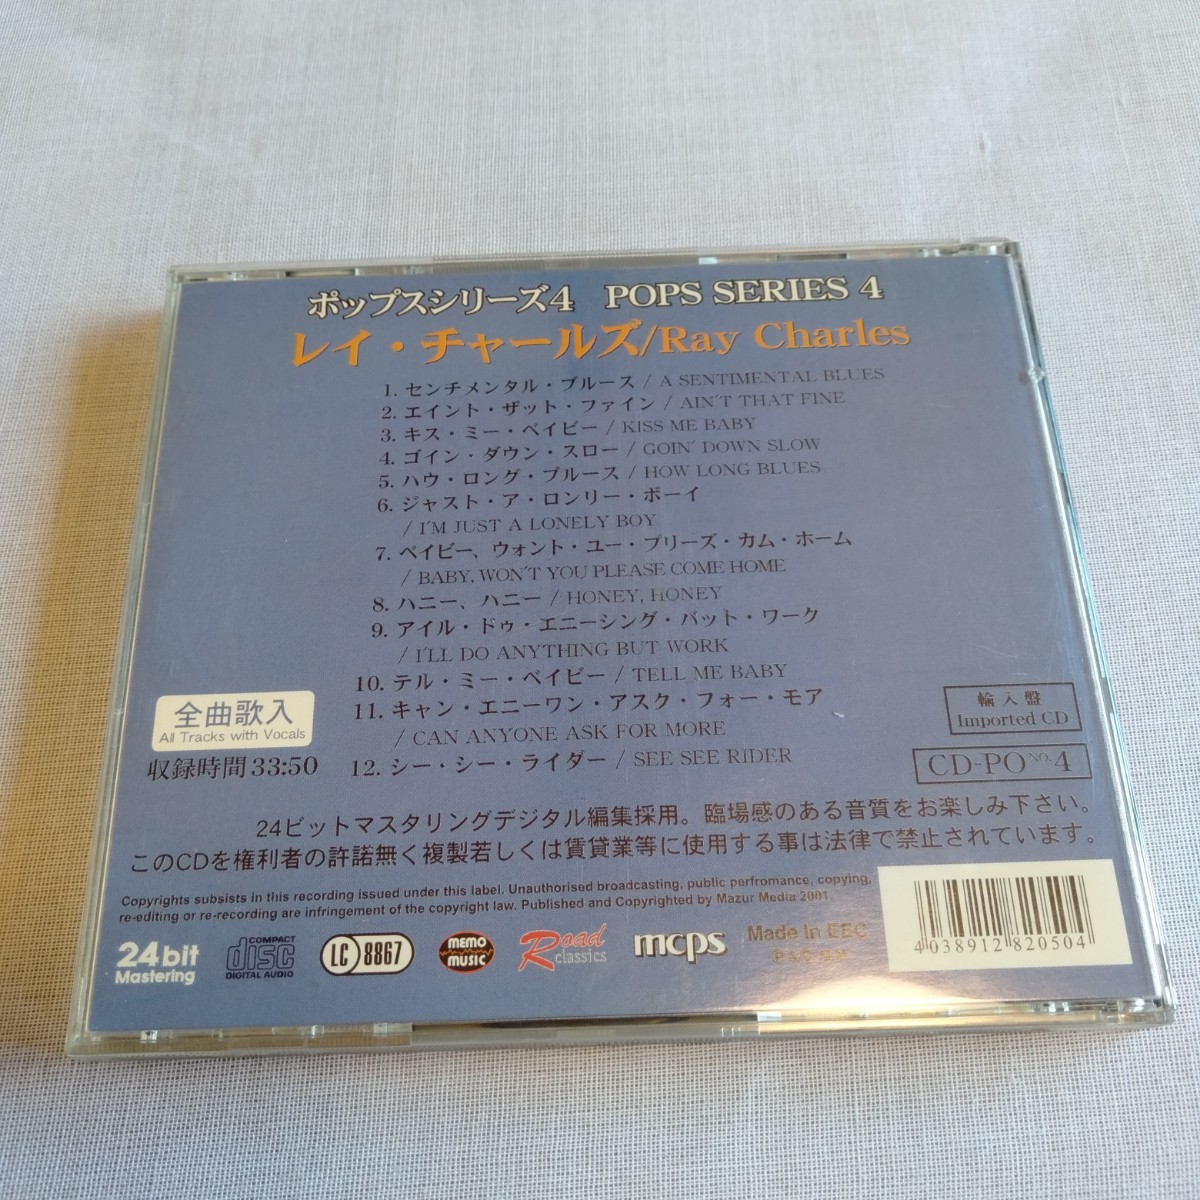 ポップスシリーズ4 POPS SERIES 4
レイ・チャールズ/Ray Charles
1. センチメンタル・ブルース / A SENTIMENTAL BLUES
2. エイント・ザット・ファイン / AIN'T THAT FINE
3. キス・ミー・ベイビー / KISS ME BABY
4. ゴイン・ダウン・スロー / GOIN' DOWN SLOW
5. ハウ・ロング・ブルース / HOW LONG BLUES
6. ジャスト・ア・ロンリー・ボーイ
/ I'M JUST A LONELY BOY
7. ベイビー、ウォント・ユー・プリーズ・カム・ホーム
/ BABY, WON'T YOU PLEASE COME HOME
8. ハニー、ハニー / HONEY, HONEY
9. アイル・ドゥ・エニーシング・バット・ワーク
/ I'LL DO ANYTHING BUT WORK
10. テル・ミー・ベイビー / TELL ME BABY
11. キャン・エニーワン・アスク・フォー・モア
/ CAN ANYONE ASK FOR MORE
12. シー・シー・ライダー / SEE SEE RIDER
全曲歌入
All Tracks with Vocals
収録時間33:50
輸入盤
Imported CD
CD-PO NO. 4
24ビットマスタリングデジタル編集採用。臨場感のある音質をお楽しみ下さい。
このCDを権利者の許諾無く複製若しくは賃貸業等に使用する事は法律で禁止されています。
Copyrights subsists in this recording issued under this label. Unauthorised broadcasting, public perfromance, copying,
re-editing or re-recording are infringement of the copyright law. Published and Copyrighted by Mazur Media 2001.
24bit
Mastering
COMPACT
disc
DIGITAL AUDIO
LC 8867
MEMO
MUSIC
Road
classics
mcps
Made In EEC
P & C M.M.
4 038912 820504